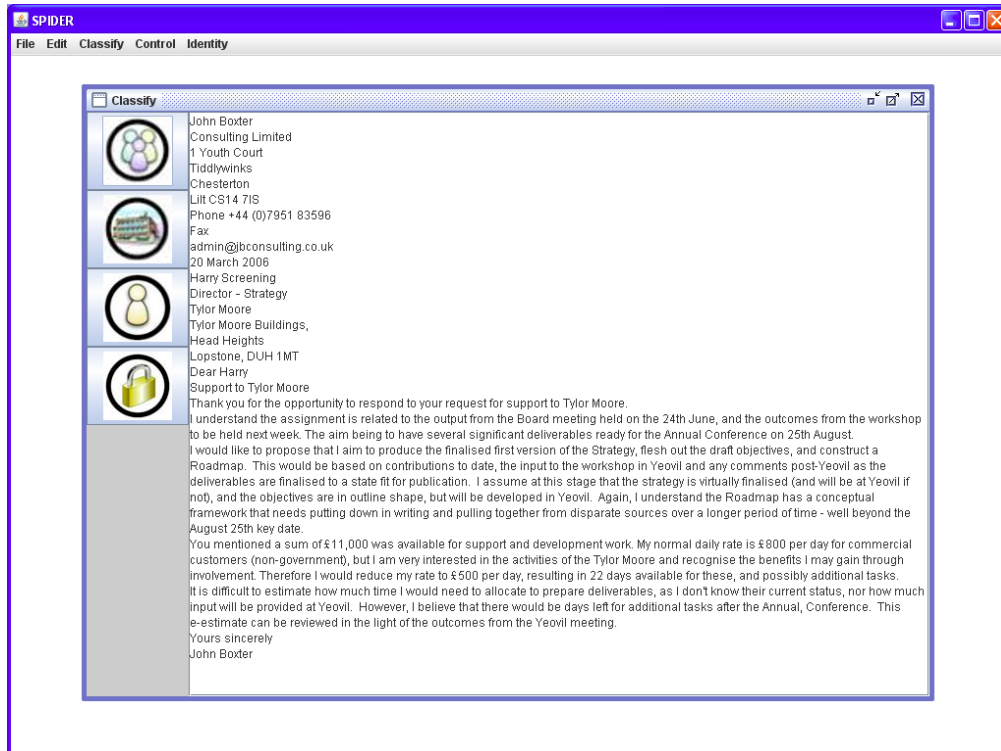 SPIDER
File Edit Classify Control Identity
Classify
John Boxter
Consulting Limited
1 Youth Court
Tiddlywinks
Chesterton
Lilt CS14 7IS
Phone +44 (0)7951 83596
Fax
admin@jbconsulting.co.uk
20 March 2006
Harry Screening
Director – Strategy
Tylor Moore
Tylor Moore Buildings,
Head Heights
Lopstone, DUH 1MT
Dear Harry
Support to Tylor Moore
Thank you for the opportunity to respond to your request for support to Tylor Moore.
I understand the assignment is related to the output from the Board meeting held on the 24th June, and the outcomes from the workshop
to be held next week. The aim being to have several significant deliverables ready for the Annual Conference on 25th August.
I would like to propose that I aim to produce the finalised first version of the Strategy, flesh out the draft objectives, and construct a
Roadmap. This would be based on contributions to date, the input to the workshop in Yeovil and any comments post-Yeovil as the
deliverables are finalised to a state fit for publication. I assume at this stage that the strategy is virtually finalised (and will be at Yeovil if
not), and the objectives are in outline shape, but will be developed in Yeovil. Again, I understand the Roadmap has a conceptual
framework that needs putting down in writing and pulling together from disparate sources over a longer period of time - well beyond the
August 25th key date.
You mentioned a sum of £11,000 was available for support and development work. My normal daily rate is £800 per day for commercial
customers (non-government), but I am very interested in the activities of the Tylor Moore and recognise the benefits I may gain through
involvement. Therefore I would reduce my rate to £500 per day, resulting in 22 days available for these, and possibly additional tasks.
It is difficult to estimate how much time I would need to allocate to prepare deliverables, as I don't know their current status, nor how much
input will be provided at Yeovil. However, I believe that there would be days left for additional tasks after the Annual, Conference. This
e-estimate can be reviewed in the light of the outcomes from the Yeovil meeting.
Yours sincerely
John Boxter